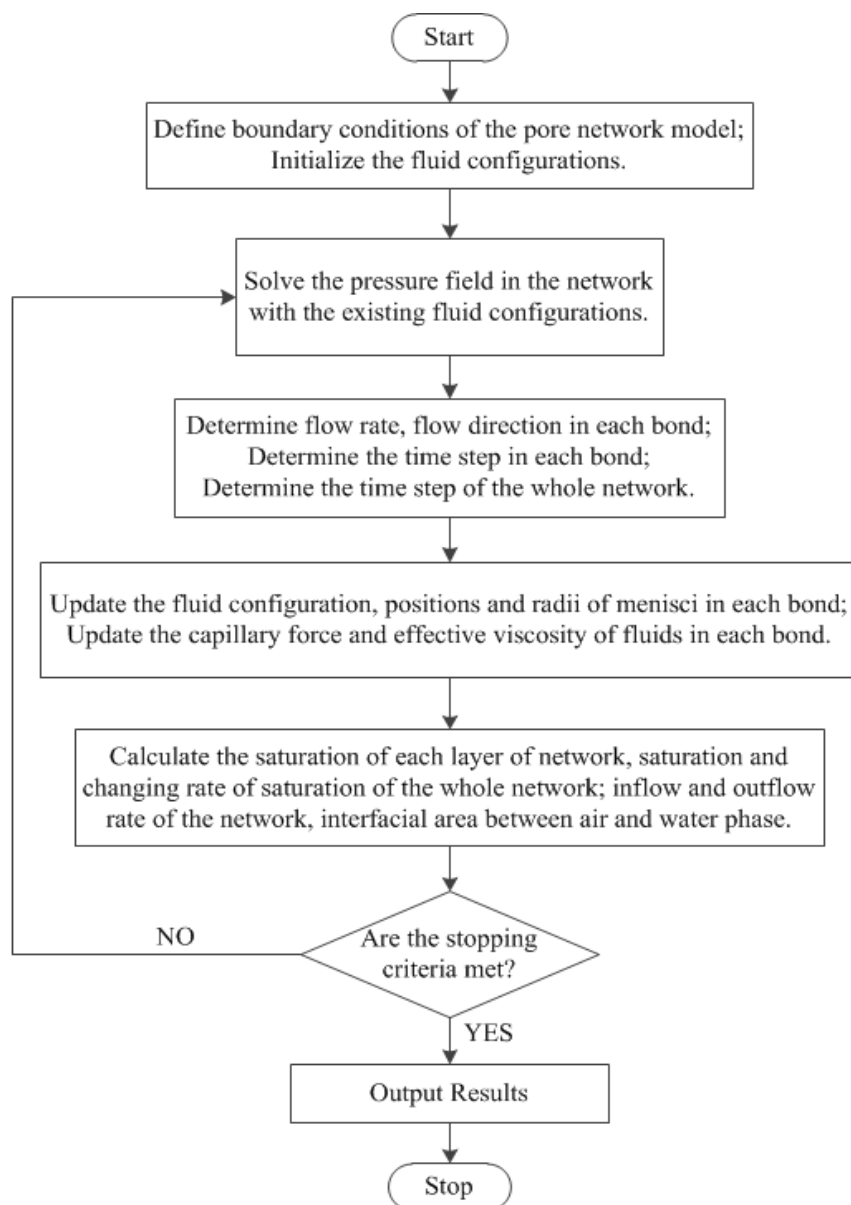 Start
Define boundary conditions of the pore network model;
Initialize the fluid configurations.
Solve the pressure field in the network
with the existing fluid configurations.
Determine flow rate, flow direction in each bond;
Determine the time step in each bond;
Determine the time step of the whole network.
Update the fluid configuration, positions and radii of menisci in each bond;
Update the capillary force and effective viscosity of fluids in each bond.
Calculate the saturation of each layer of network, saturation and
changing rate of saturation of the whole network; inflow and outflow
rate of the network, interfacial area between air and water phase.
NO
Are the stopping
criteria met?
YES
Output Results
Stop